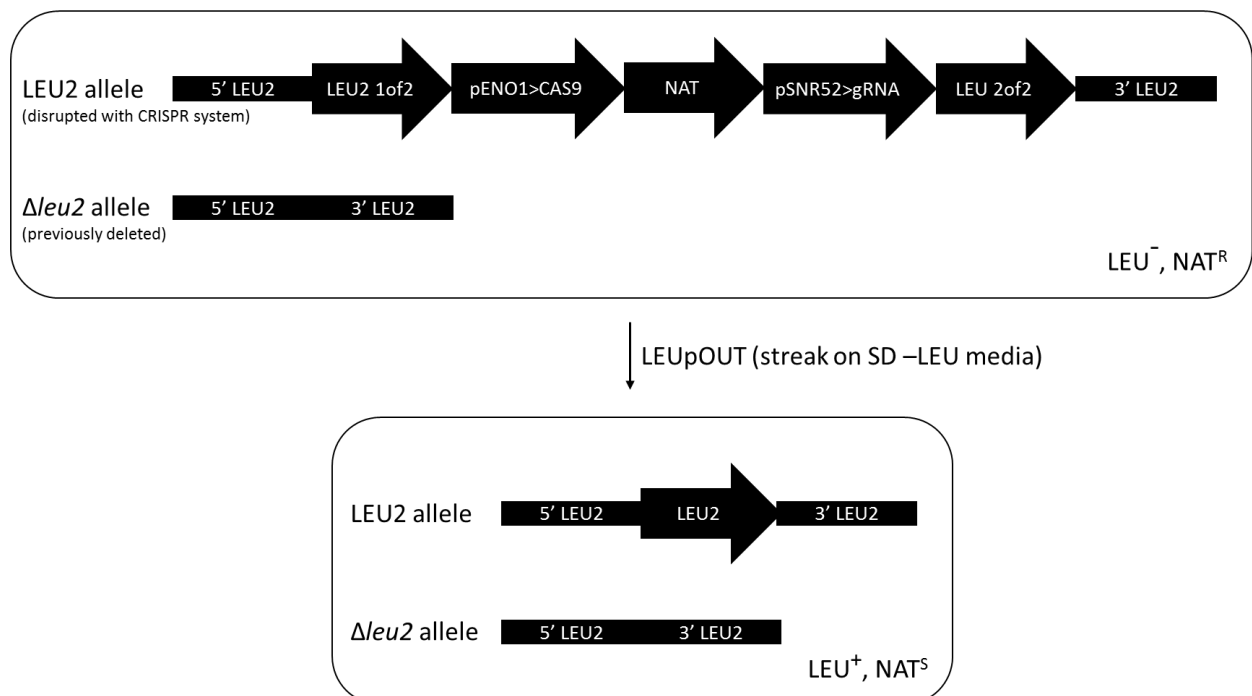 LEU2 allele
(disrupted with CRISPR system)
5’ LEU2 LEU2 1of2 pENO1>CAS9 NAT pSNR52>gRNA LEU 2of2 3’ LEU2
Δleu2 allele
(previously deleted)
5’ LEU2 3’ LEU2
LEU⁻, NATᴿ
LEUpOUT (streak on SD –LEU media)
LEU2 allele 5’ LEU2 LEU2 3’ LEU2
Δleu2 allele 5’ LEU2 3’ LEU2
LEU⁺, NATˢ